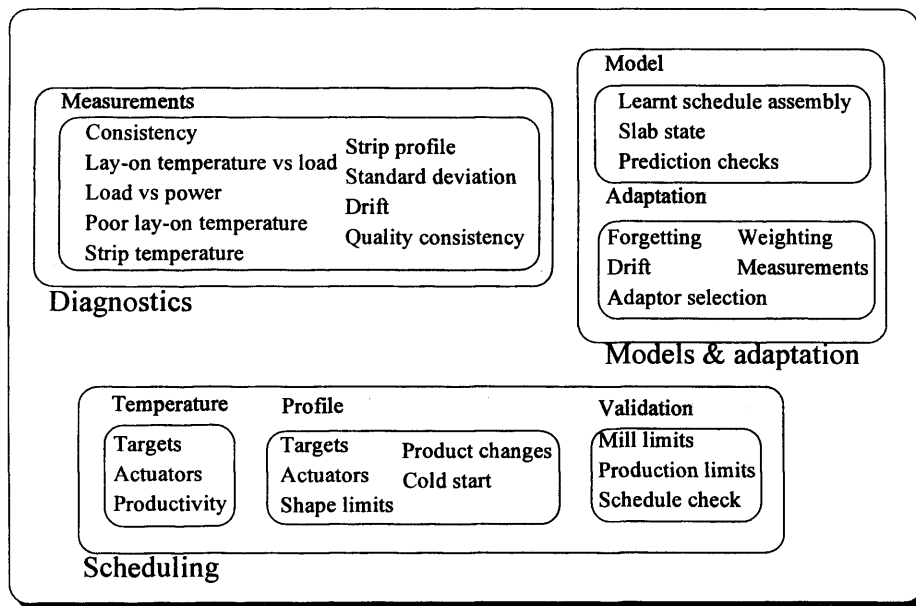 Measurements
Consistency
Lay-on temperature vs load
Load vs power
Poor lay-on temperature
Strip temperature
Strip profile
Standard deviation
Drift
Quality consistency
Diagnostics
Model
Learnt schedule assembly
Slab state
Prediction checks
Adaptation
Forgetting
Drift
Adaptor selection
Weighting
Measurements
Models & adaptation
Temperature
Targets
Actuators
Productivity
Profile
Targets
Actuators
Shape limits
Product changes
Cold start
Validation
Mill limits
Production limits
Schedule check
Scheduling